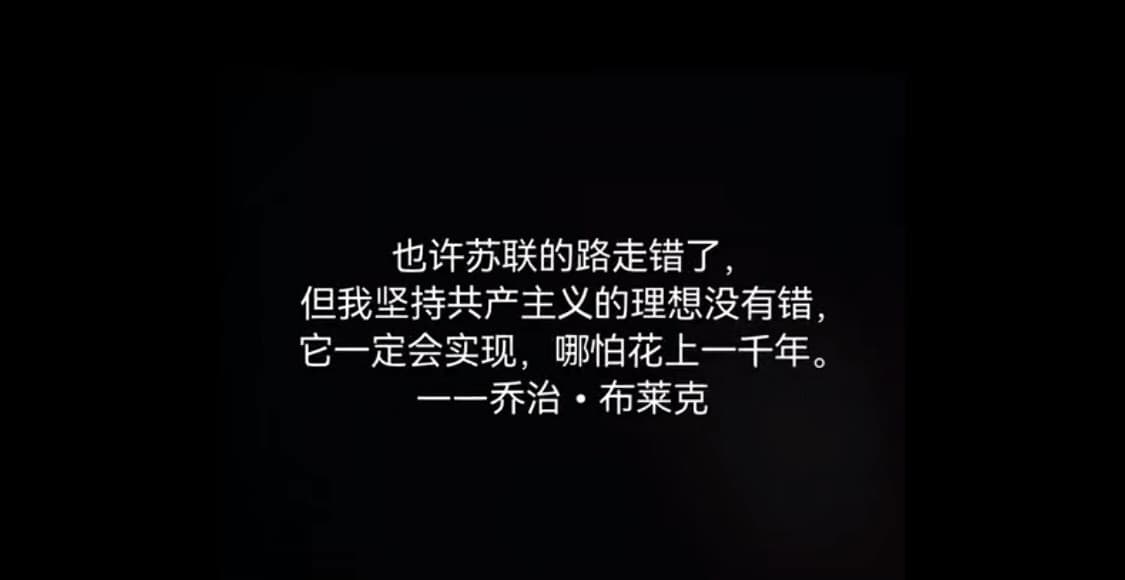 也许苏联的路走错了，
但我坚持共产主义的理想没有错，
它一定会实现，哪怕花上一千年。
一一乔治•布莱克